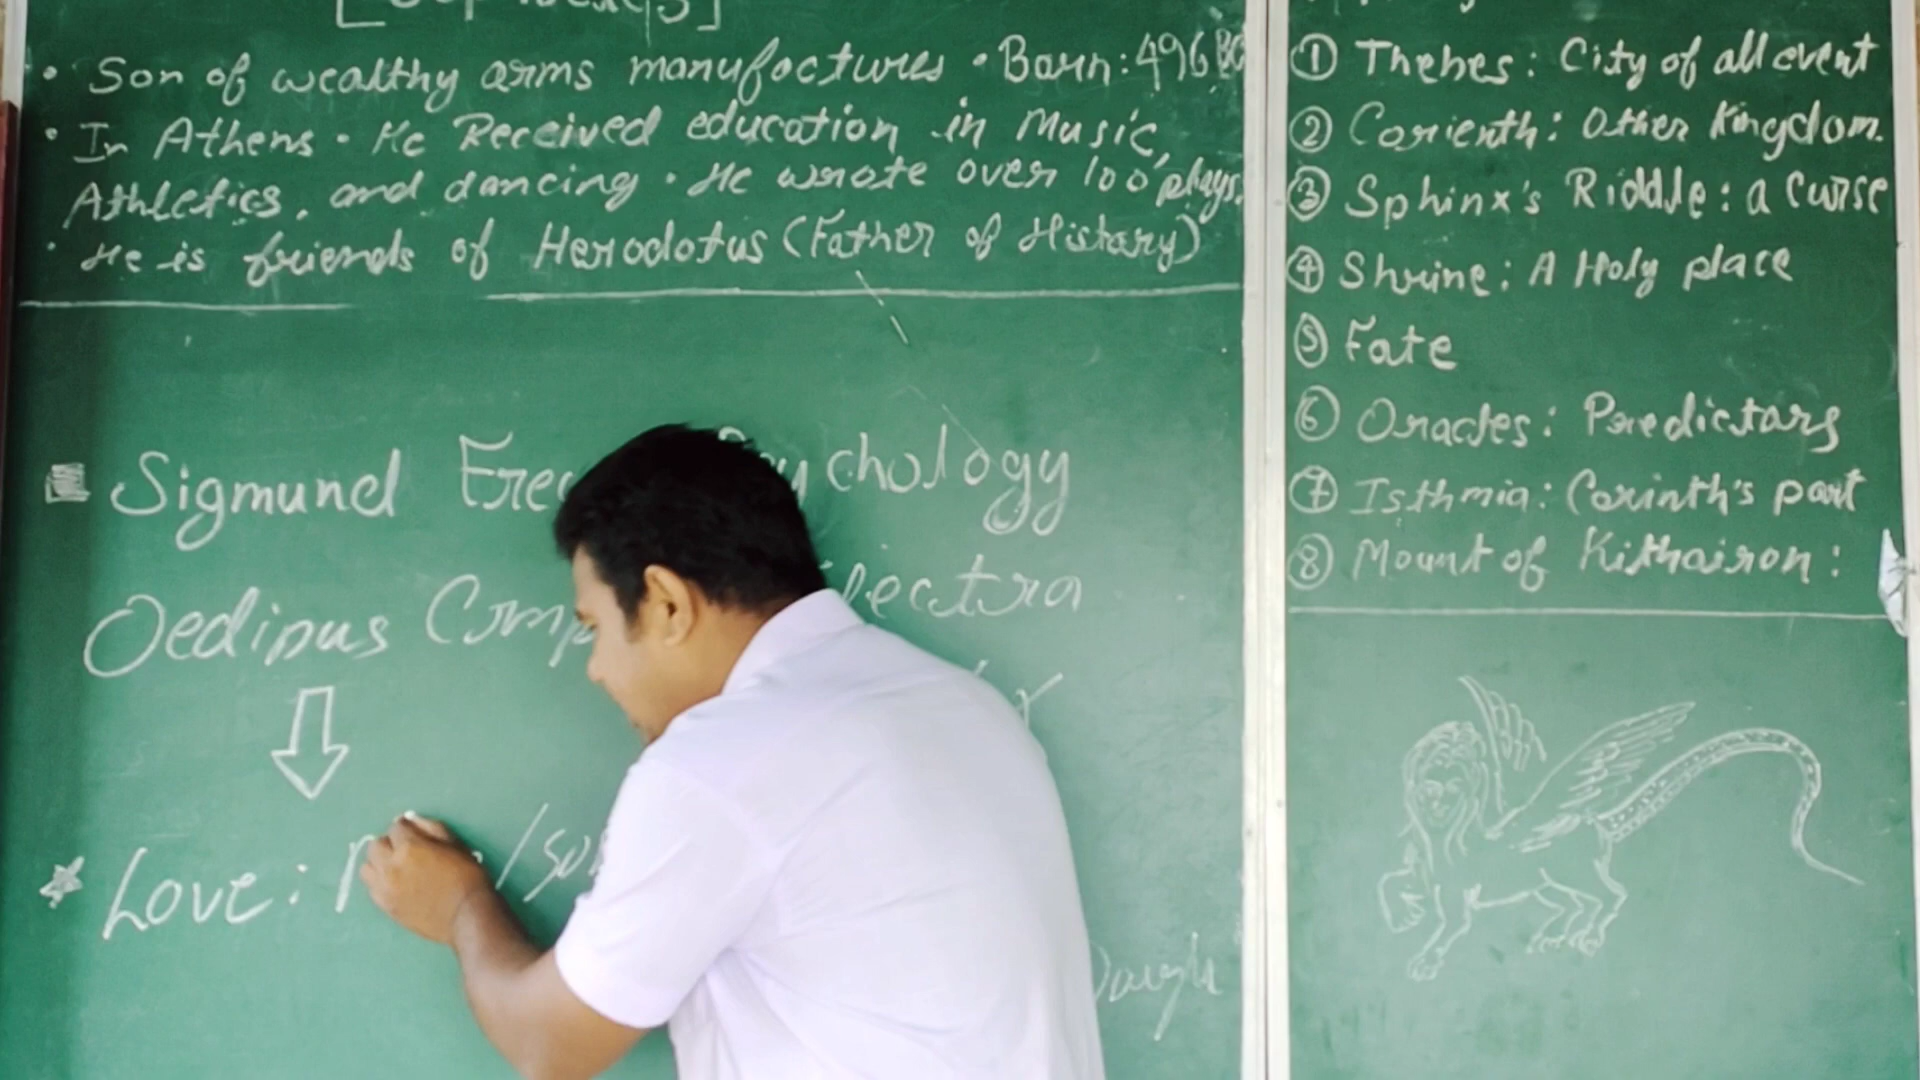 • Son of wealthy arms manufactures • Born: 496 BC
• In Athens • He Received education in Music,
Athletics, and dancing • He wrote over 100 plays.
• He is friends of Herodotus (Father of History)
Sigmund
Oedipus
Electra
* Love:
① Thebes: City of all event
② Corienth: Other Kingdom.
③ Sphinx's Riddle: a curse
④ Shrine: A Holy place
⑤ Fate
⑥ Oracles: Predictors
⑦ Isthmia: Corinth's part
⑧ Mount of Kithairon: